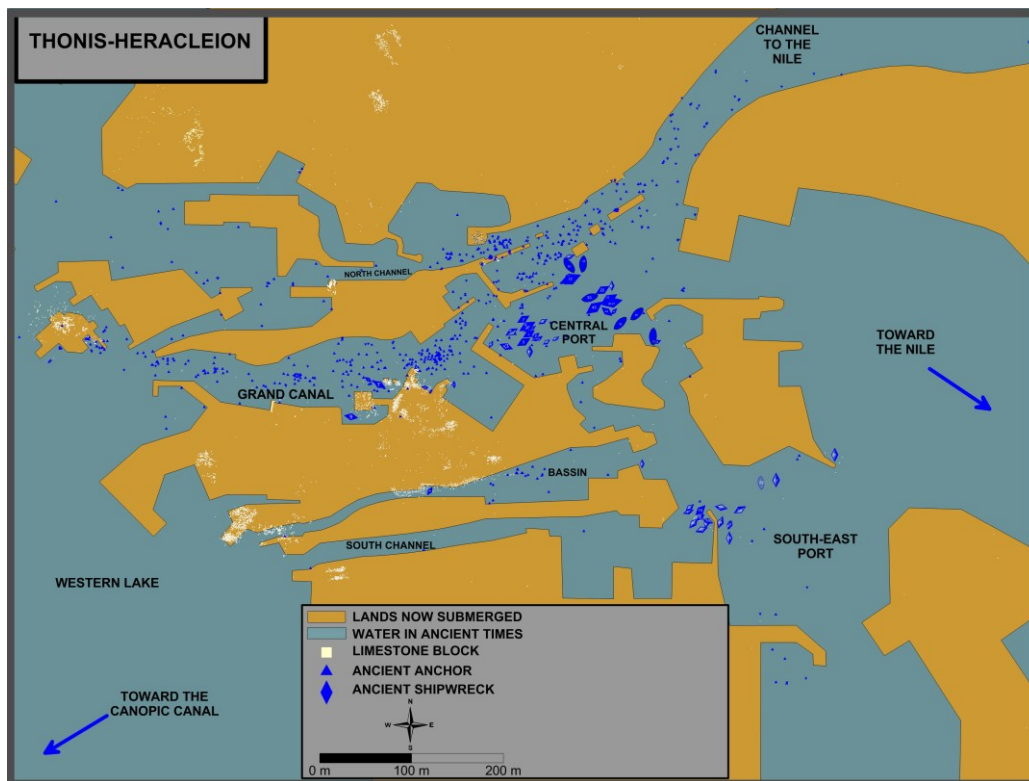 THONIS-HERACLEION
CHANNEL
TO THE
NILE
NORTH CHANNEL
CENTRAL
PORT
TOWARD
THE NILE
GRAND CANAL
BASSIN
SOUTH CHANNEL
SOUTH-EAST
PORT
WESTERN LAKE
TOWARD THE
CANOPIC CANAL
LANDS NOW SUBMERGED
WATER IN ANCIENT TIMES
LIMESTONE BLOCK
ANCIENT ANCHOR
ANCIENT SHIPWRECK
N
W E
S
0 m 100 m 200 m